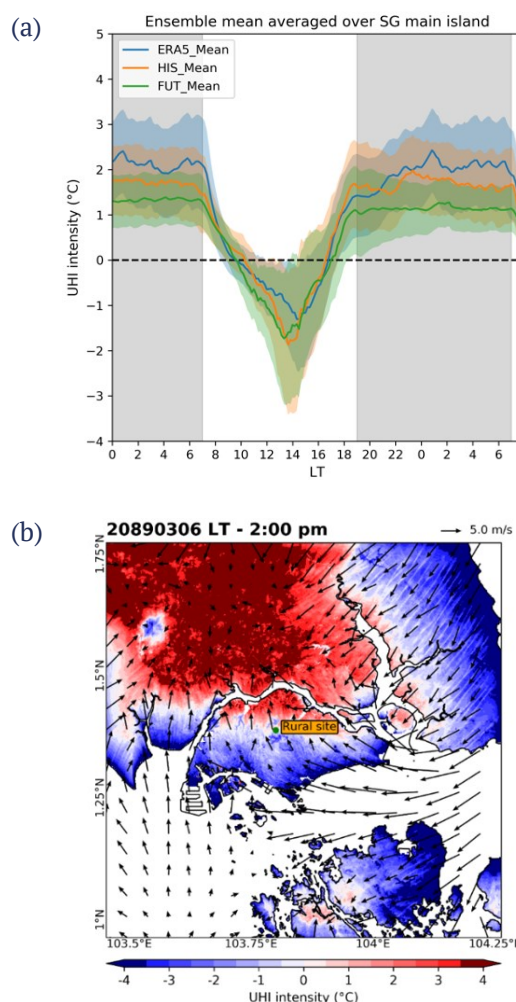 (a)
Ensemble mean averaged over SG main island
ERA5_Mean
HIS_Mean
FUT_Mean
5
4
3
2
1
0
−1
−2
−3
−4
UHI intensity (°C)
0 2 4 6 8 10 12 14 16 18 20 22 0 2 4 6
LT
(b)
20890306 LT - 2:00 pm
5.0 m/s
1.75°N
1.5°N
1.25°N
1°N
Rural site
103.5°E 103.75°E 104°E 104.25°E
-4 -3 -2 -1 0 1 2 3 4
UHI intensity (°C)